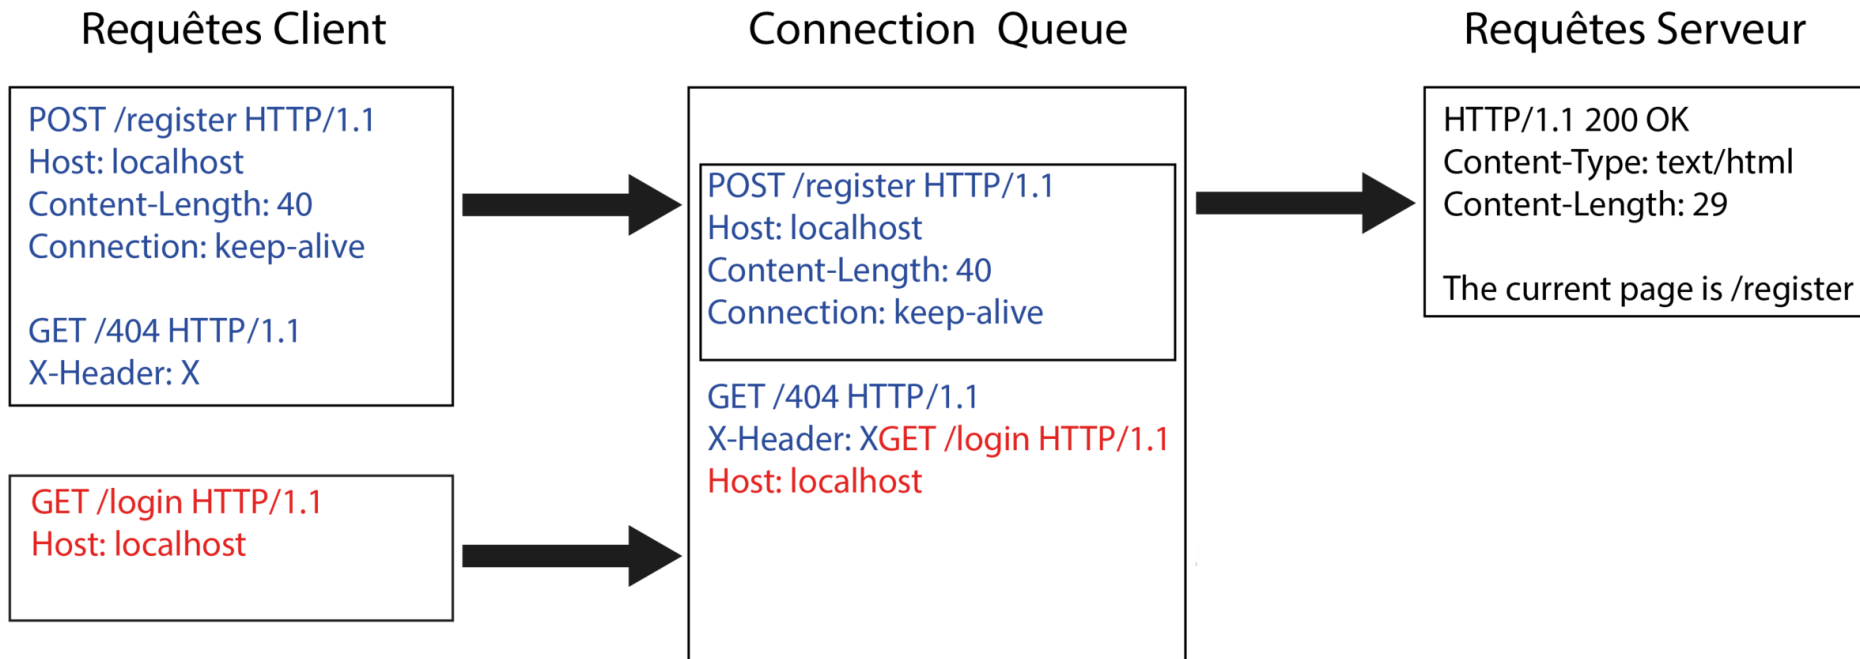 Requêtes Client
POST /register HTTP/1.1
Host: localhost
Content-Length: 40
Connection: keep-alive
GET /404 HTTP/1.1
X-Header: X
GET /login HTTP/1.1
Host: localhost
Connection Queue
POST /register HTTP/1.1
Host: localhost
Content-Length: 40
Connection: keep-alive
GET /404 HTTP/1.1
X-Header: XGET /login HTTP/1.1
Host: localhost
Requêtes Serveur
HTTP/1.1 200 OK
Content-Type: text/html
Content-Length: 29
The current page is /register